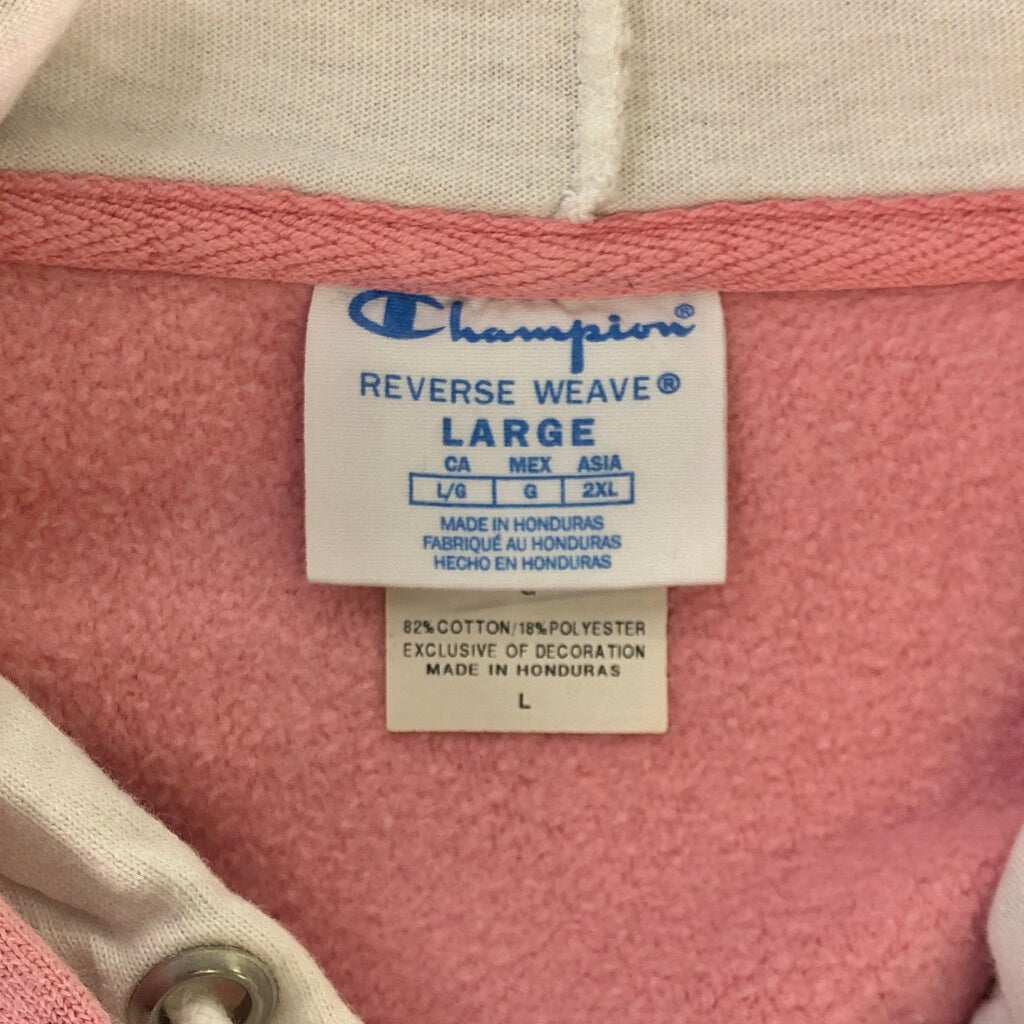 Champion®
REVERSE WEAVE®
LARGE
CA MEX ASIA
L/G G 2XL
MADE IN HONDURAS
FABRIQUÉ AU HONDURAS
HECHO EN HONDURAS
82%COTTON/18%POLYESTER
EXCLUSIVE OF DECORATION
MADE IN HONDURAS
L